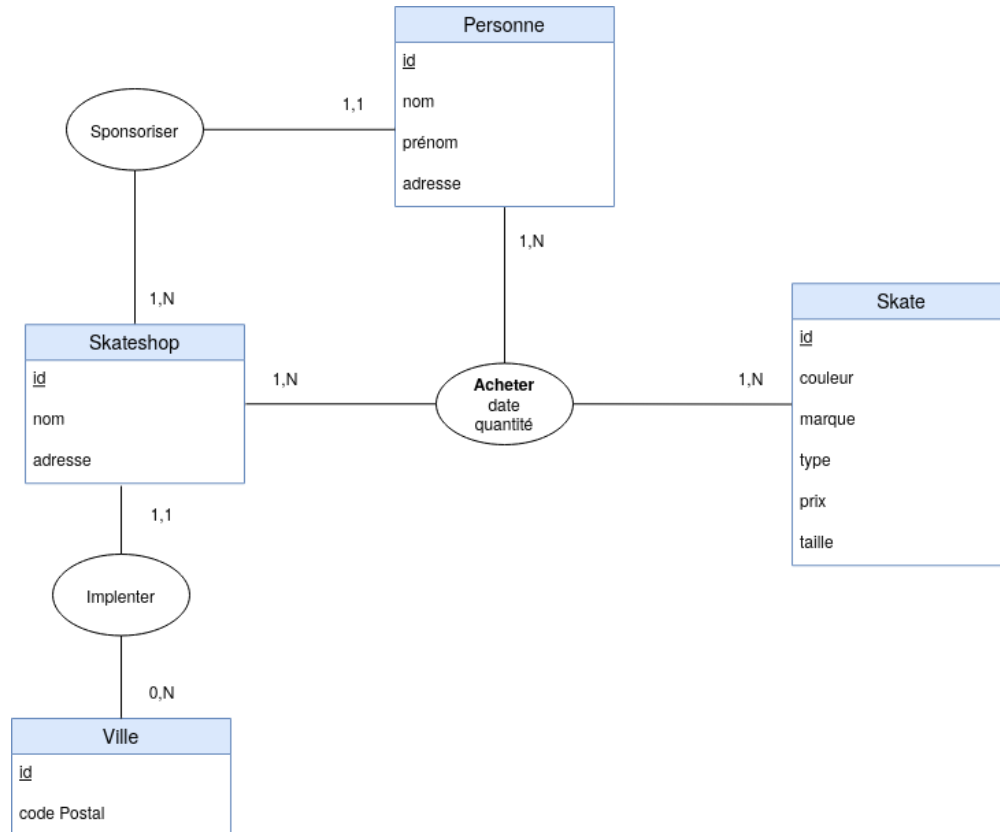 Personne
id
nom
prénom
adresse
Sponsoriser
1,1
1,N
1,N
Skateshop
id
nom
adresse
1,N
Acheter
date
quantité
1,N
Skate
id
couleur
marque
type
prix
taille
1,1
Implenter
0,N
Ville
id
code Postal